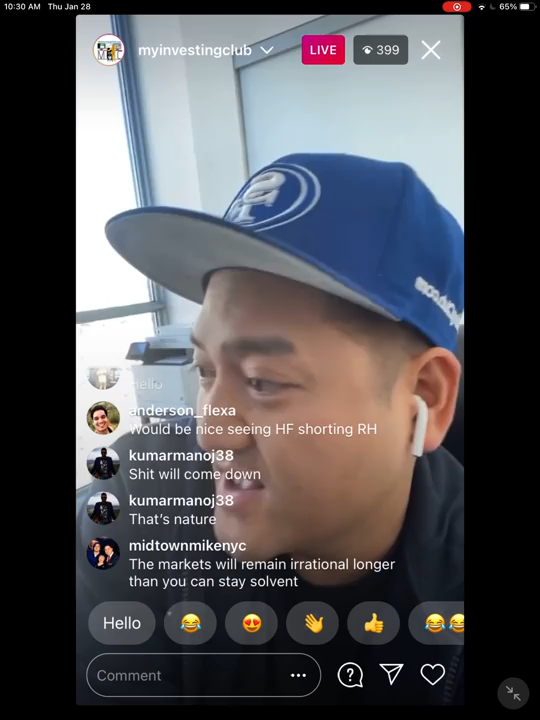 10:30 AM Thu Jan 28
65%
myinvestingclub
LIVE
399
Hello
anderson_flexa
Would be nice seeing HF shorting RH
kumarmanoj38
Shit will come down
kumarmanoj38
That's nature
midtownmikenyc
The markets will remain irrational longer
than you can stay solvent
Hello
Comment